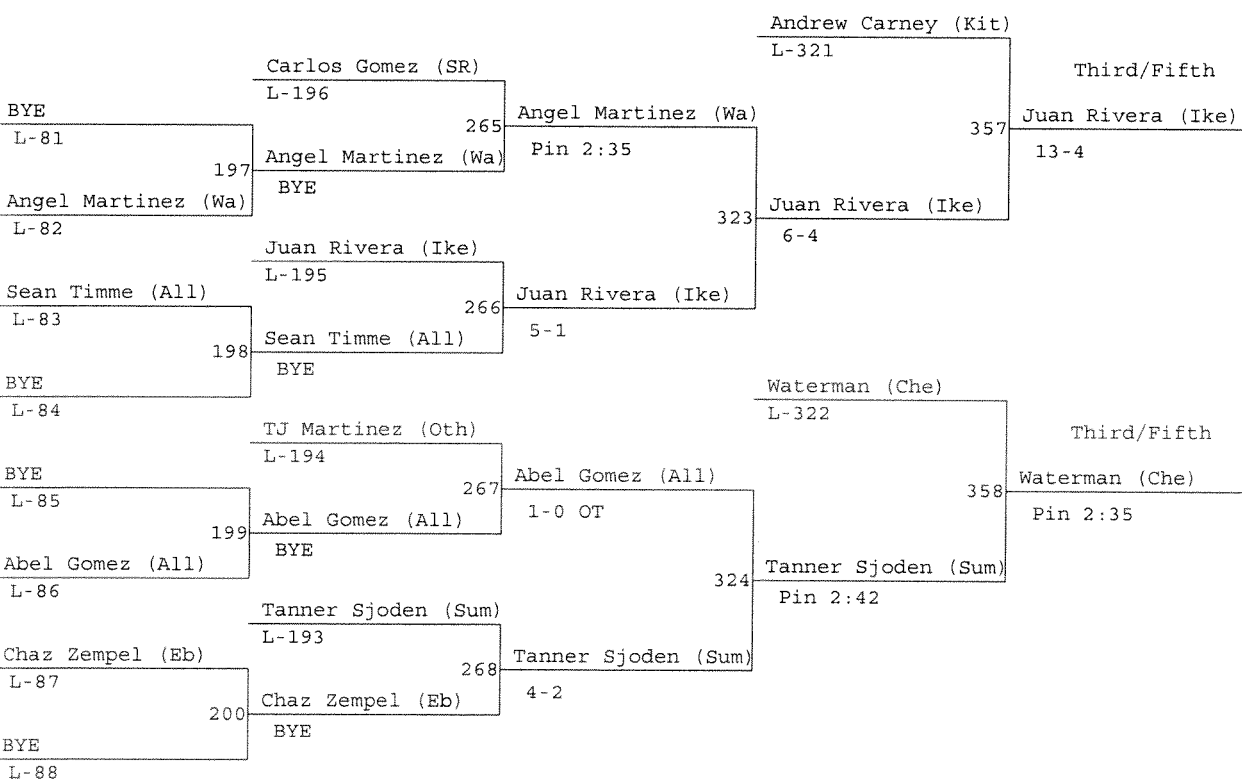 Andrew Carney (Kit)
L-321
Third/Fifth
Carlos Gomez (SR)
L-196
BYE
L-81
265
Angel Martinez (Wa)
Pin 2:35
357
Juan Rivera (Ike)
13-4
197
Angel Martinez (Wa)
BYE
Angel Martinez (Wa)
L-82
323
Juan Rivera (Ike)
6-4
Juan Rivera (Ike)
L-195
Sean Timme (All)
L-83
266
Juan Rivera (Ike)
5-1
198
Sean Timme (All)
BYE
BYE
L-84
Waterman (Che)
L-322
Third/Fifth
TJ Martinez (Oth)
L-194
BYE
L-85
267
Abel Gomez (All)
1-0 OT
358
Waterman (Che)
Pin 2:35
199
Abel Gomez (All)
BYE
Abel Gomez (All)
L-86
324
Tanner Sjoden (Sum)
Pin 2:42
Tanner Sjoden (Sum)
L-193
Chaz Zempel (Eb)
L-87
268
Tanner Sjoden (Sum)
4-2
200
Chaz Zempel (Eb)
BYE
BYE
L-88